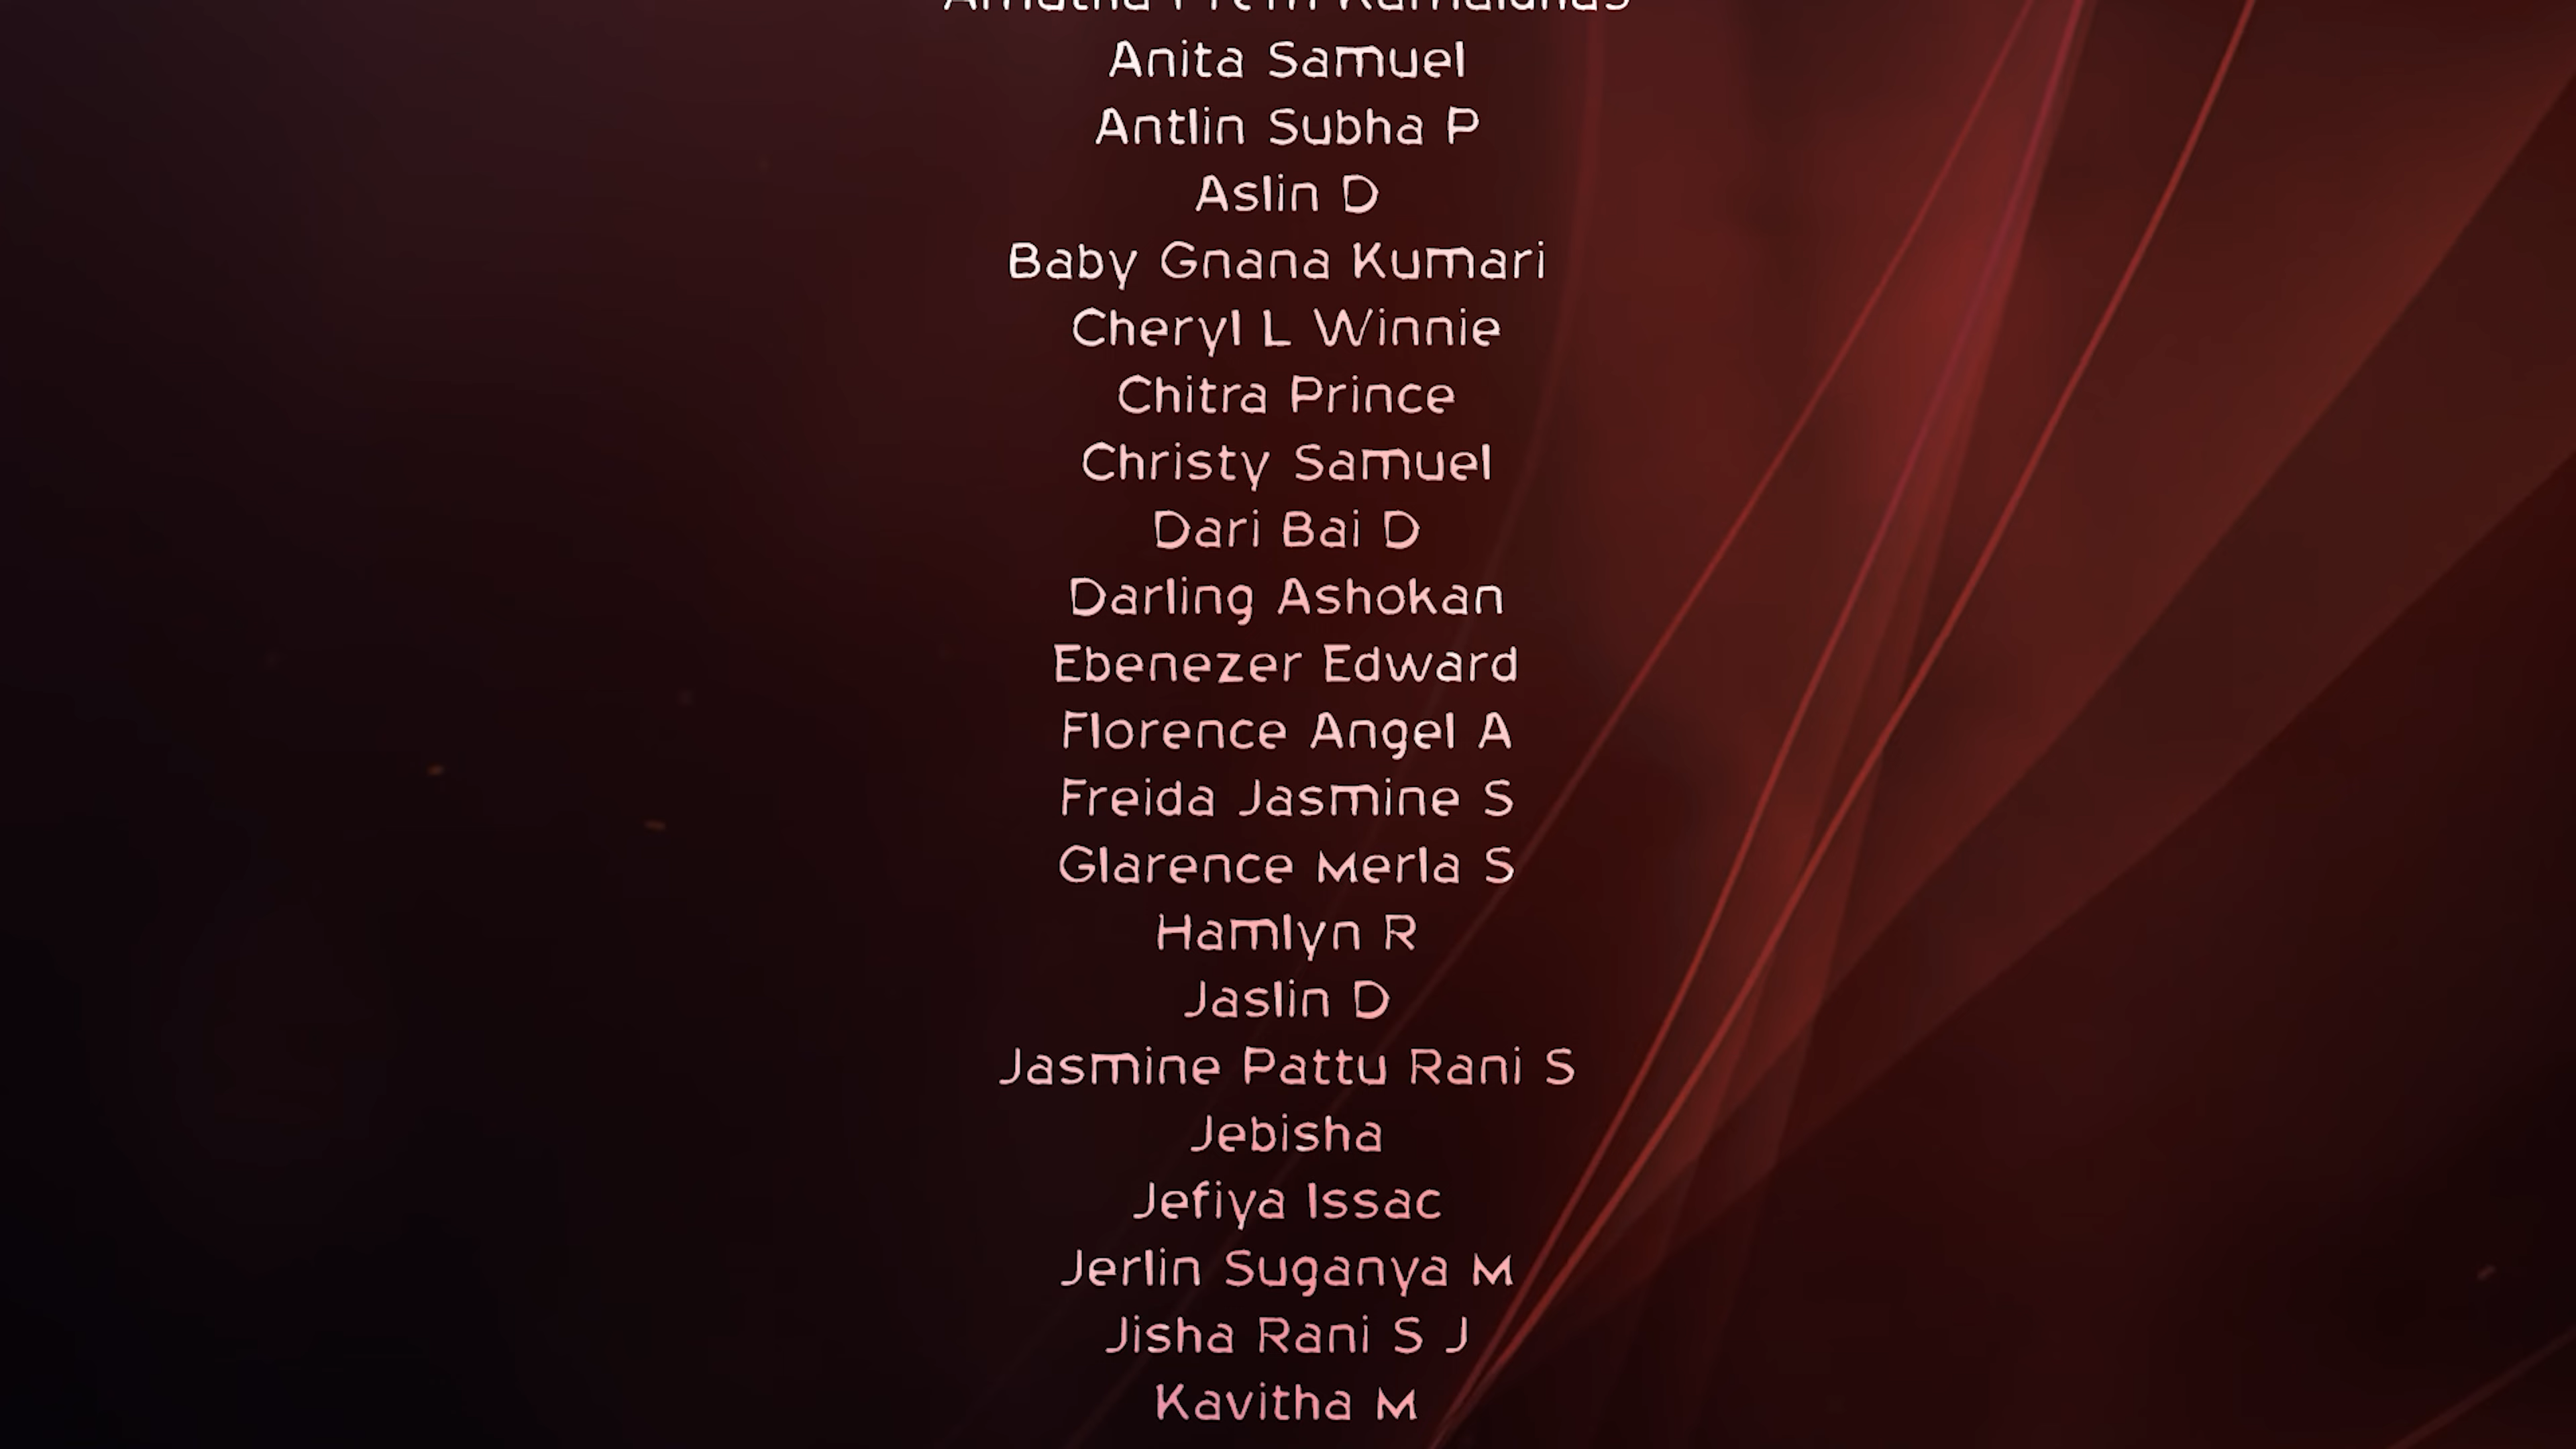 Anita Samuel
Antlin Subha P
Aslin D
Baby Gnana Kumari
Cheryl L Winnie
Chitra Prince
Christy Samuel
Dari Bai D
Darling Ashokan
Ebenezer Edward
Florence Angel A
Freida Jasmine S
Glarence Merla S
Hamlyn R
Jaslin D
Jasmine Pattu Rani S
Jebisha
Jefiya Issac
Jerlin Suganya M
Jisha Rani S J
Kavitha M